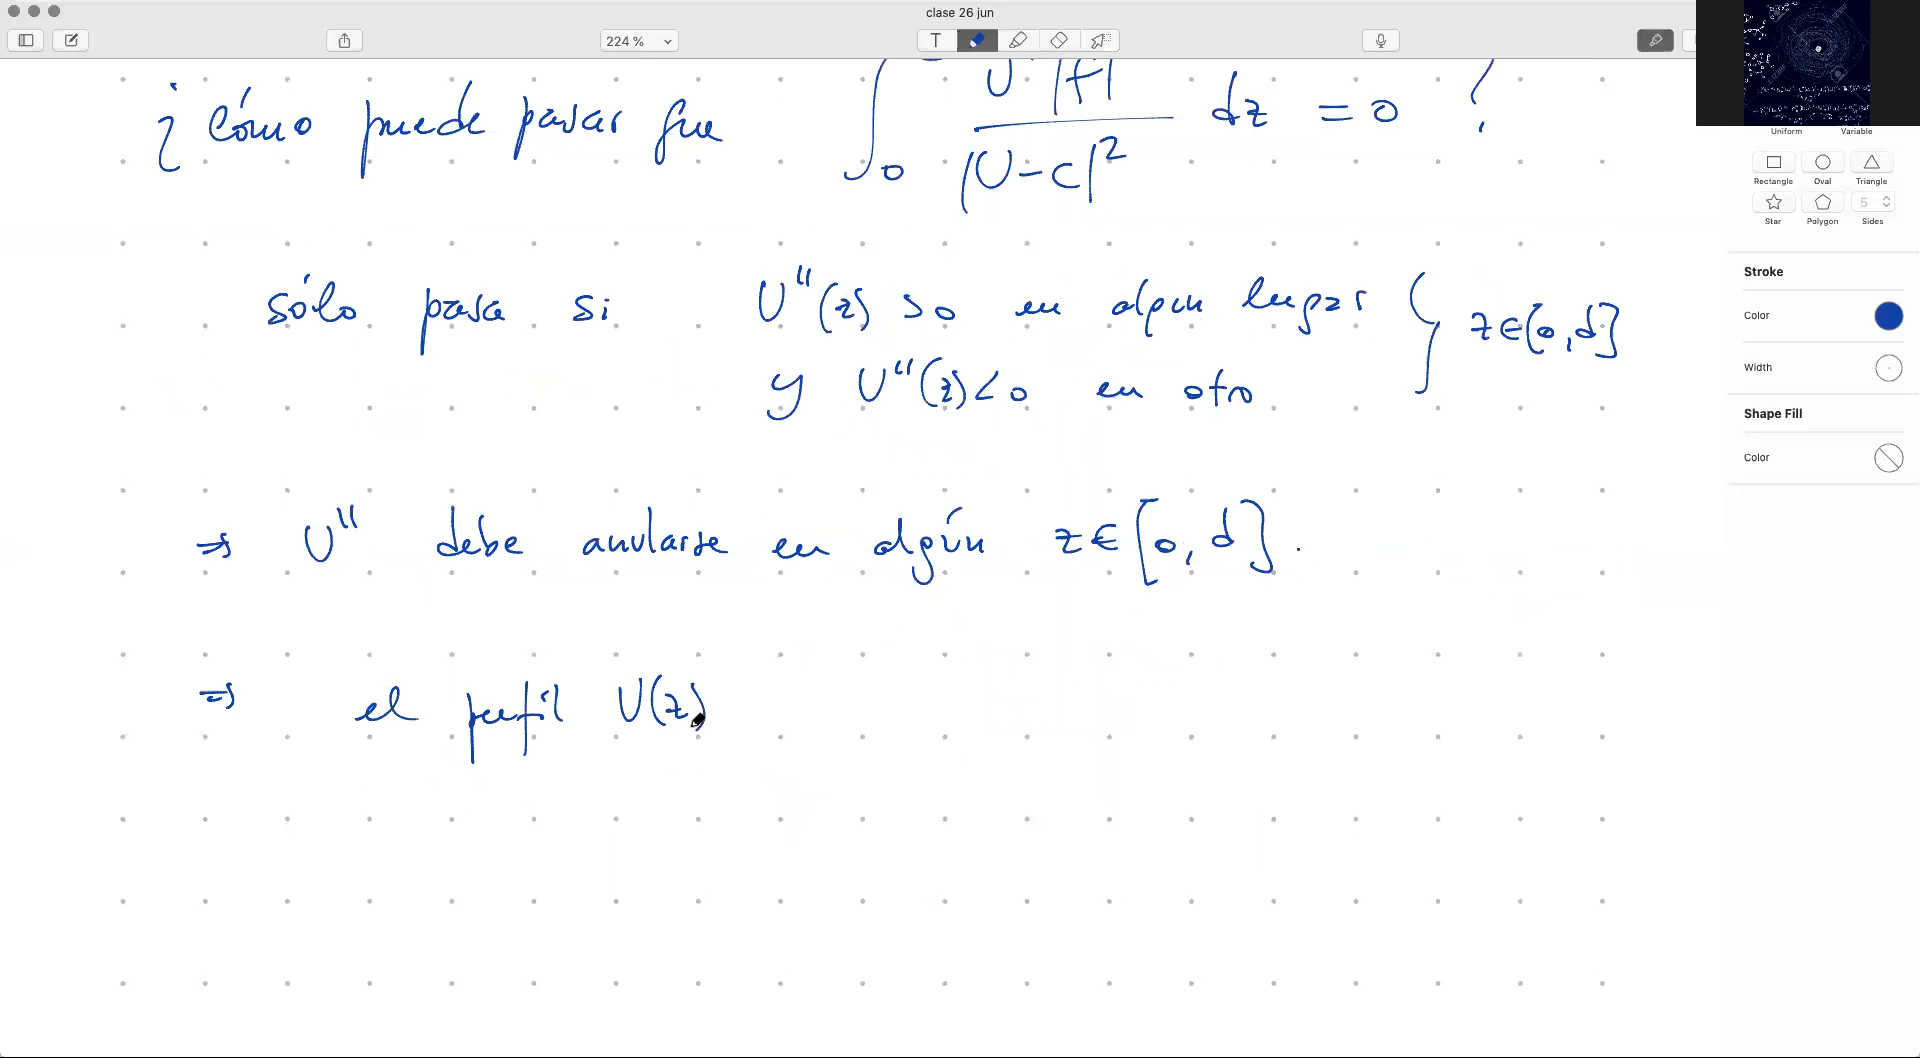 clase 26 jun
224 %
T
Uniform Variable
Rectangle Oval Triangle
5
Star Polygon Sides
Stroke
Color
Width
Shape Fill
Color
¿ cómo puede pasar que ∫₀ U |f| / |U-c|² dz = 0 ?
sólo pasa si U''(z) >0 en algun lugar } z∈[0,d]
y U''(z)<0 en otro
⇒ U'' debe anularse en algún z∈[0,d].
⇒ el perfil U(z)